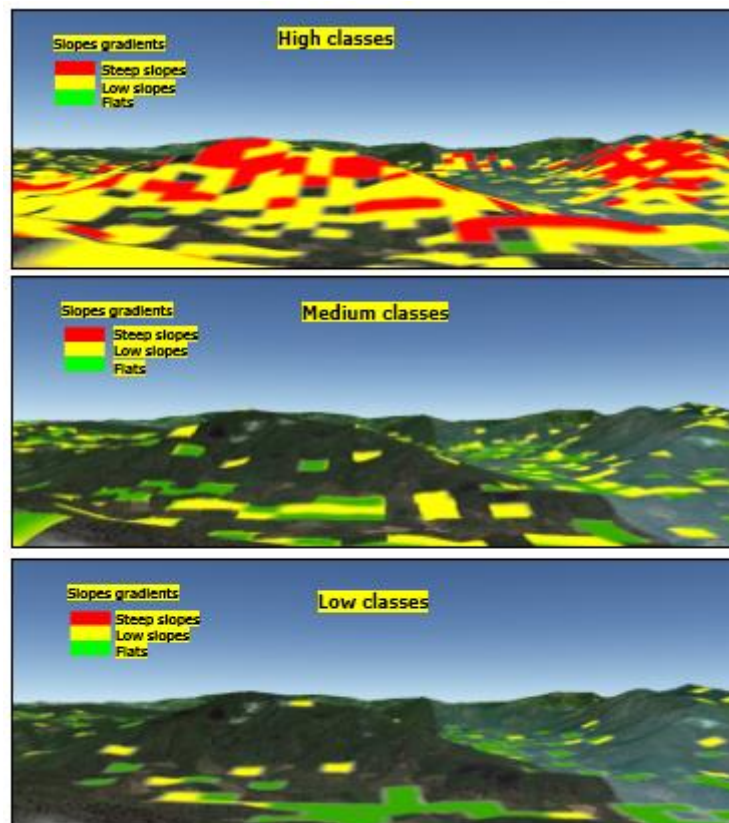 High classes
Slopes gradients
Steep slopes
Low slopes
Flats
Medium classes
Slopes gradients
Steep slopes
Low slopes
Flats
Low classes
Slopes gradients
Steep slopes
Low slopes
Flats